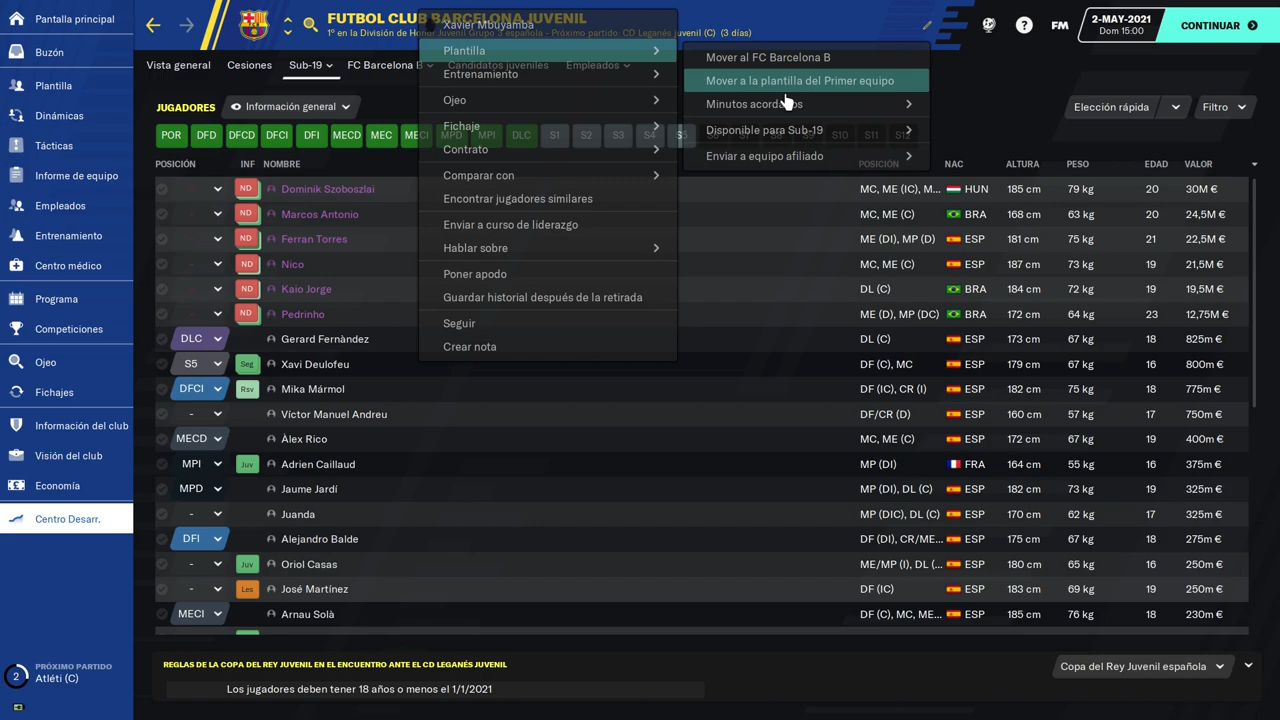 Pantalla principal
Buzón
Plantilla
Dinámicas
Tácticas
Informe de equipo
Empleados
Entrenamiento
Centro médico
Programa
Competiciones
Ojeo
Fichajes
Información del club
Visión del club
Economía
Centro Desarr.
2
PRÓXIMO PARTIDO
Atléti (C)
FUTBOL CLUB BARCELONA JUVENIL
1º en la División de Honor Juvenil Grupo 3 española - Próximo partido: CD Leganés Juvenil (C) (3 días)
FM
2-MAY-2021
Dom 15:00
CONTINUAR
Vista general
Cesiones
Sub-19
FC Barcelona B
Candidatos juveniles
Empleados
JUGADORES
Información general
Elección rápida
Filtro
POR DFD DFCD DFCI DFI MECD MEC MECI MPD MPI DLC S1 S2 S3 S4 S5 S10 S11
POSICIÓN INF NOMBRE POSICIÓN NAC ALTURA PESO EDAD VALOR
- ND Dominik Szoboszlai MC, ME (IC), M... HUN 185 cm 79 kg 20 30M €
- ND Marcos Antonio MC, ME (C) BRA 168 cm 63 kg 20 24,5M €
- ND Ferran Torres ME (DI), MP (D) ESP 181 cm 75 kg 21 22,5M €
- ND Nico MC, ME (C) ESP 187 cm 73 kg 19 21,5M €
- ND Kaio Jorge DL (C) BRA 184 cm 72 kg 19 19,5M €
- ND Pedrinho ME (D), MP (DC) BRA 172 cm 64 kg 23 12,75M €
DLC Gerard Fernàndez DL (C) ESP 173 cm 67 kg 18 825m €
S5 Seg Xavi Deulofeu DF (C), MC ESP 179 cm 67 kg 16 800m €
DFCI Rsv Mika Mármol DF (IC), CR (I) ESP 182 cm 75 kg 18 775m €
- Víctor Manuel Andreu DF/CR (D) ESP 160 cm 57 kg 17 750m €
MECD Àlex Rico MC, ME (C) ESP 172 cm 67 kg 19 400m €
MPI Juv Adrien Caillaud MP (DI) FRA 164 cm 55 kg 16 375m €
MPD Jaume Jardí MP (DI), DL (C) ESP 182 cm 73 kg 19 325m €
- Juanda MP (DIC), DL (C) ESP 170 cm 62 kg 17 325m €
DFI Alejandro Balde DF (DI), CR/ME... ESP 175 cm 67 kg 18 275m €
- Juv Oriol Casas ME/MP (I), DL (... ESP 180 cm 65 kg 16 250m €
- Les José Martínez DF (IC) ESP 183 cm 69 kg 19 250m €
MECI Arnau Solà DF (C), MC, ME... ESP 185 cm 76 kg 18 230m €
Xavier Mbuyamba
Plantilla
Entrenamiento
Ojeo
Fichaje
Contrato
Comparar con
Encontrar jugadores similares
Enviar a curso de liderazgo
Hablar sobre
Poner apodo
Guardar historial después de la retirada
Seguir
Crear nota
Mover al FC Barcelona B
Mover a la plantilla del Primer equipo
Minutos acordados
Disponible para Sub-19
Enviar a equipo afiliado
REGLAS DE LA COPA DEL REY JUVENIL EN EL ENCUENTRO ANTE EL CD LEGANÉS JUVENIL
Copa del Rey Juvenil española
Los jugadores deben tener 18 años o menos el 1/1/2021